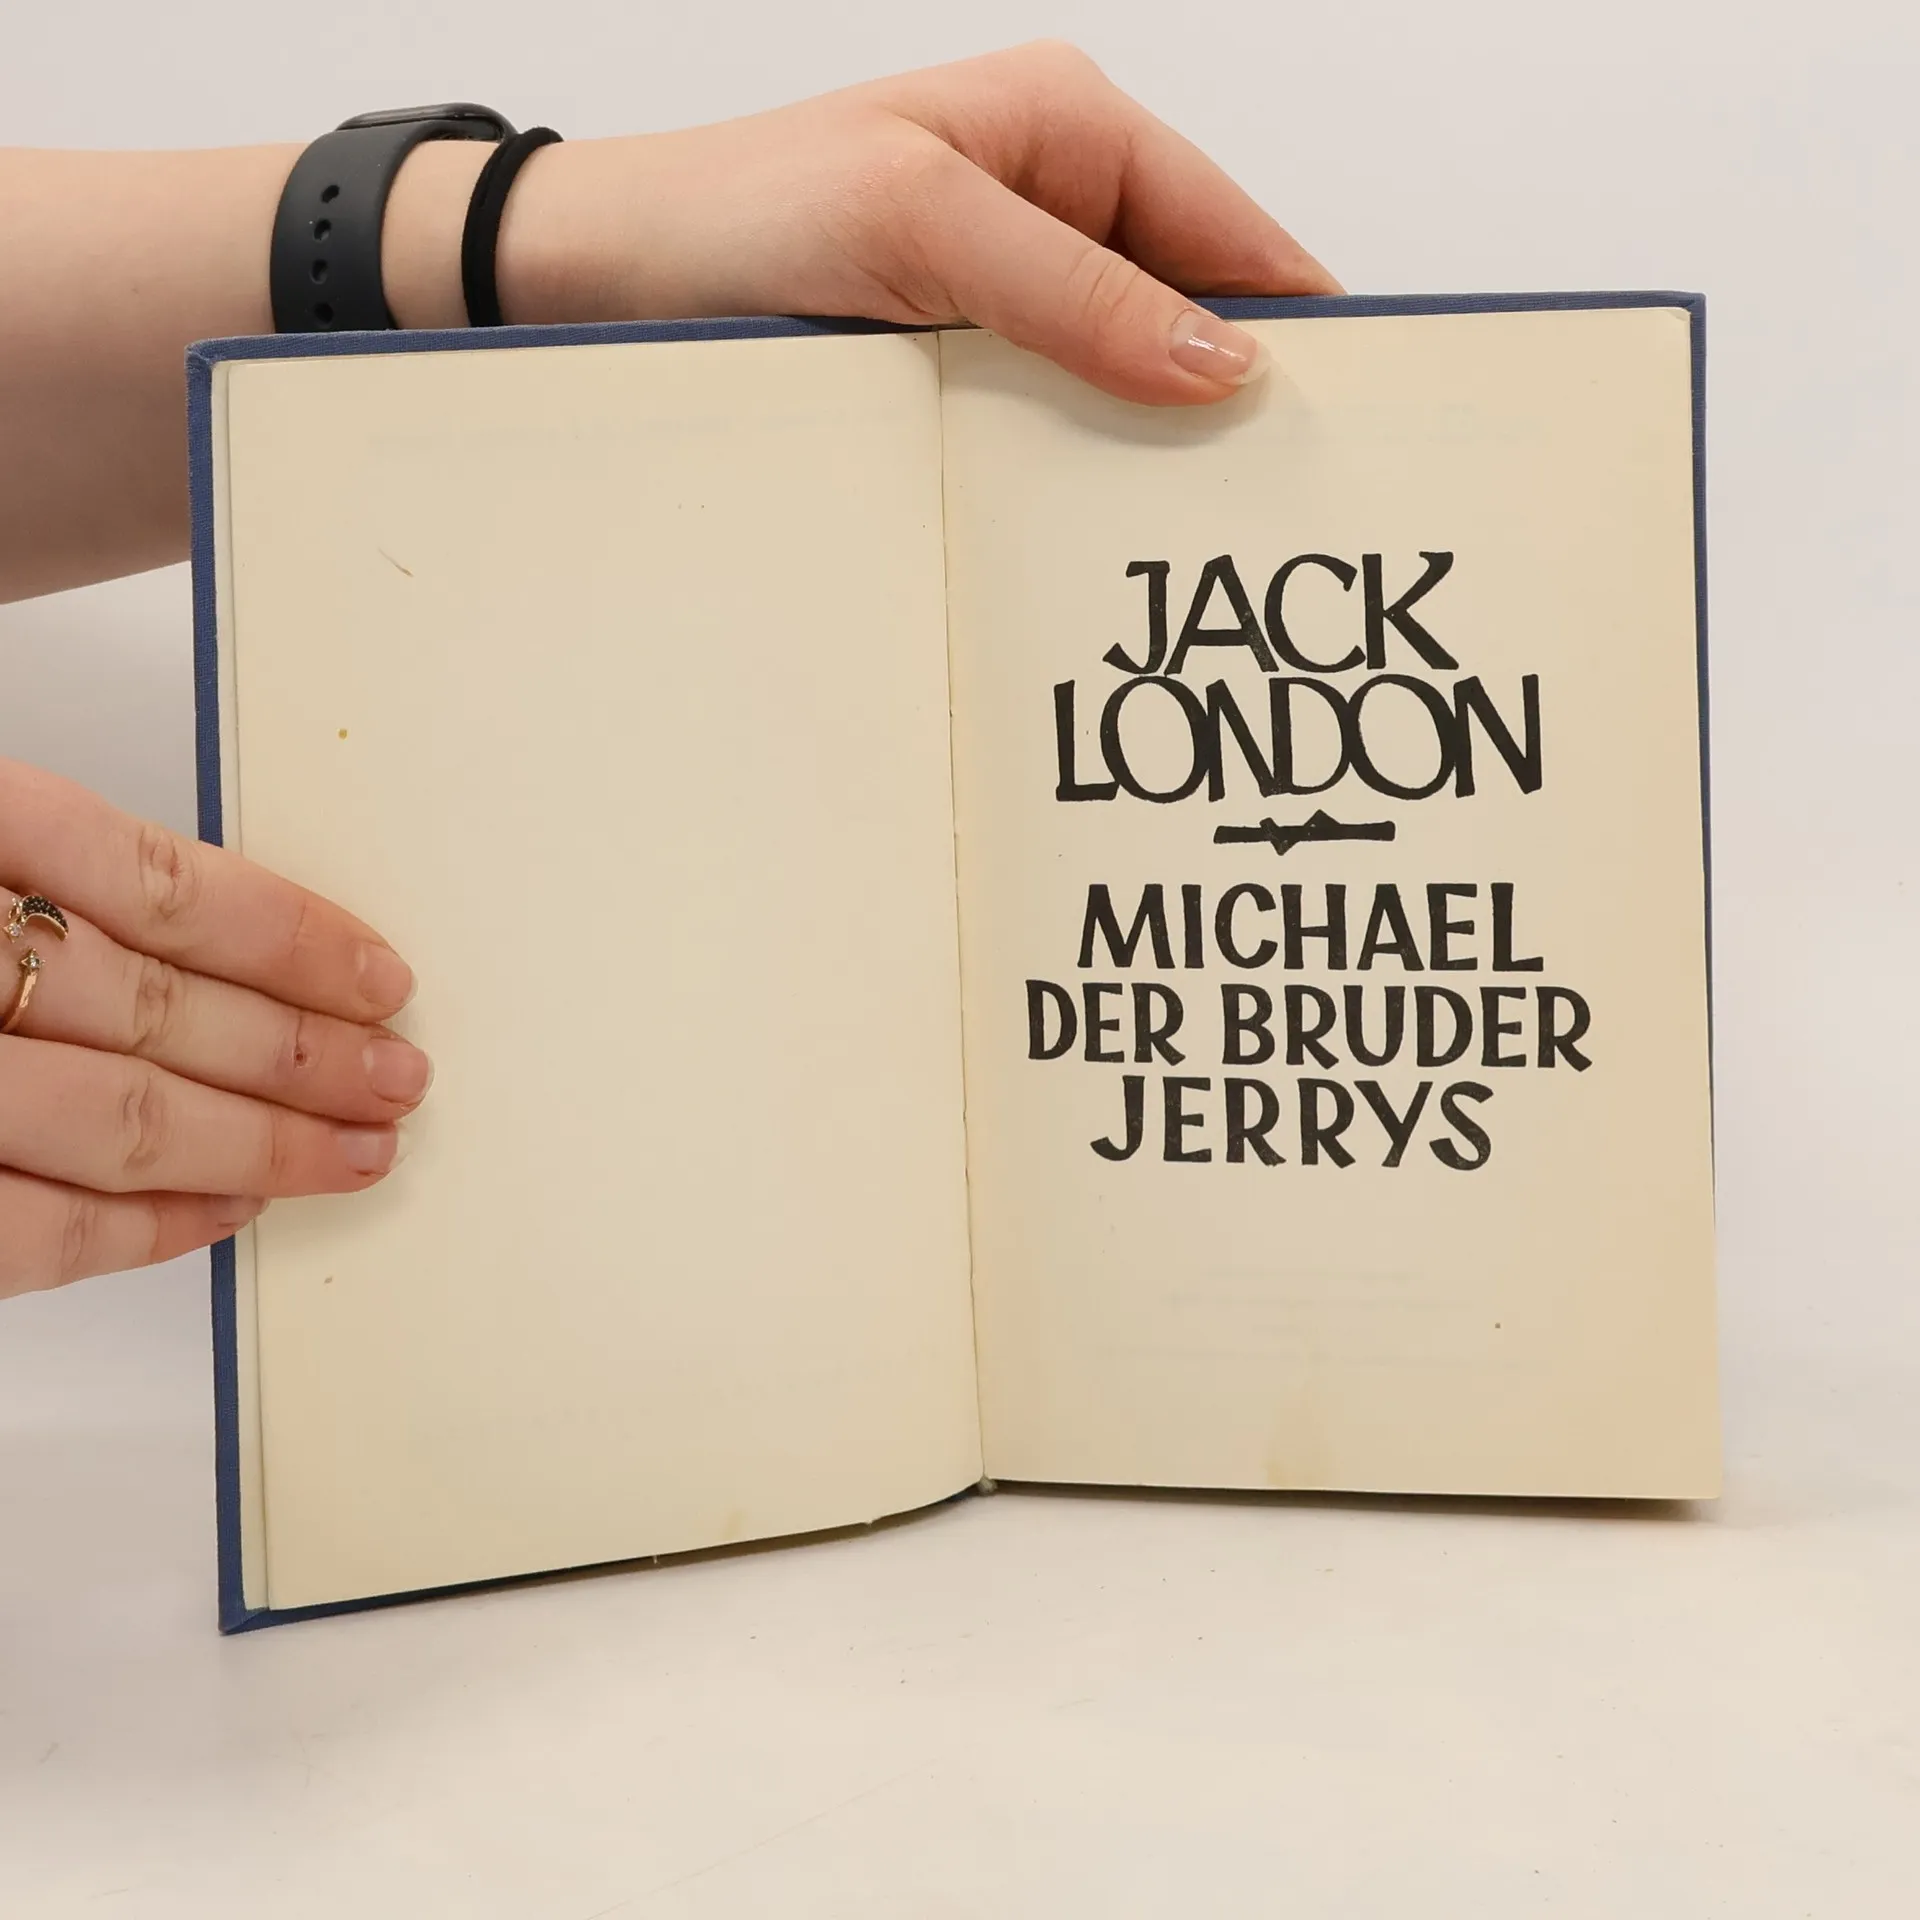 JACK
LONDON
MICHAEL
DER BRUDER
JERRYS